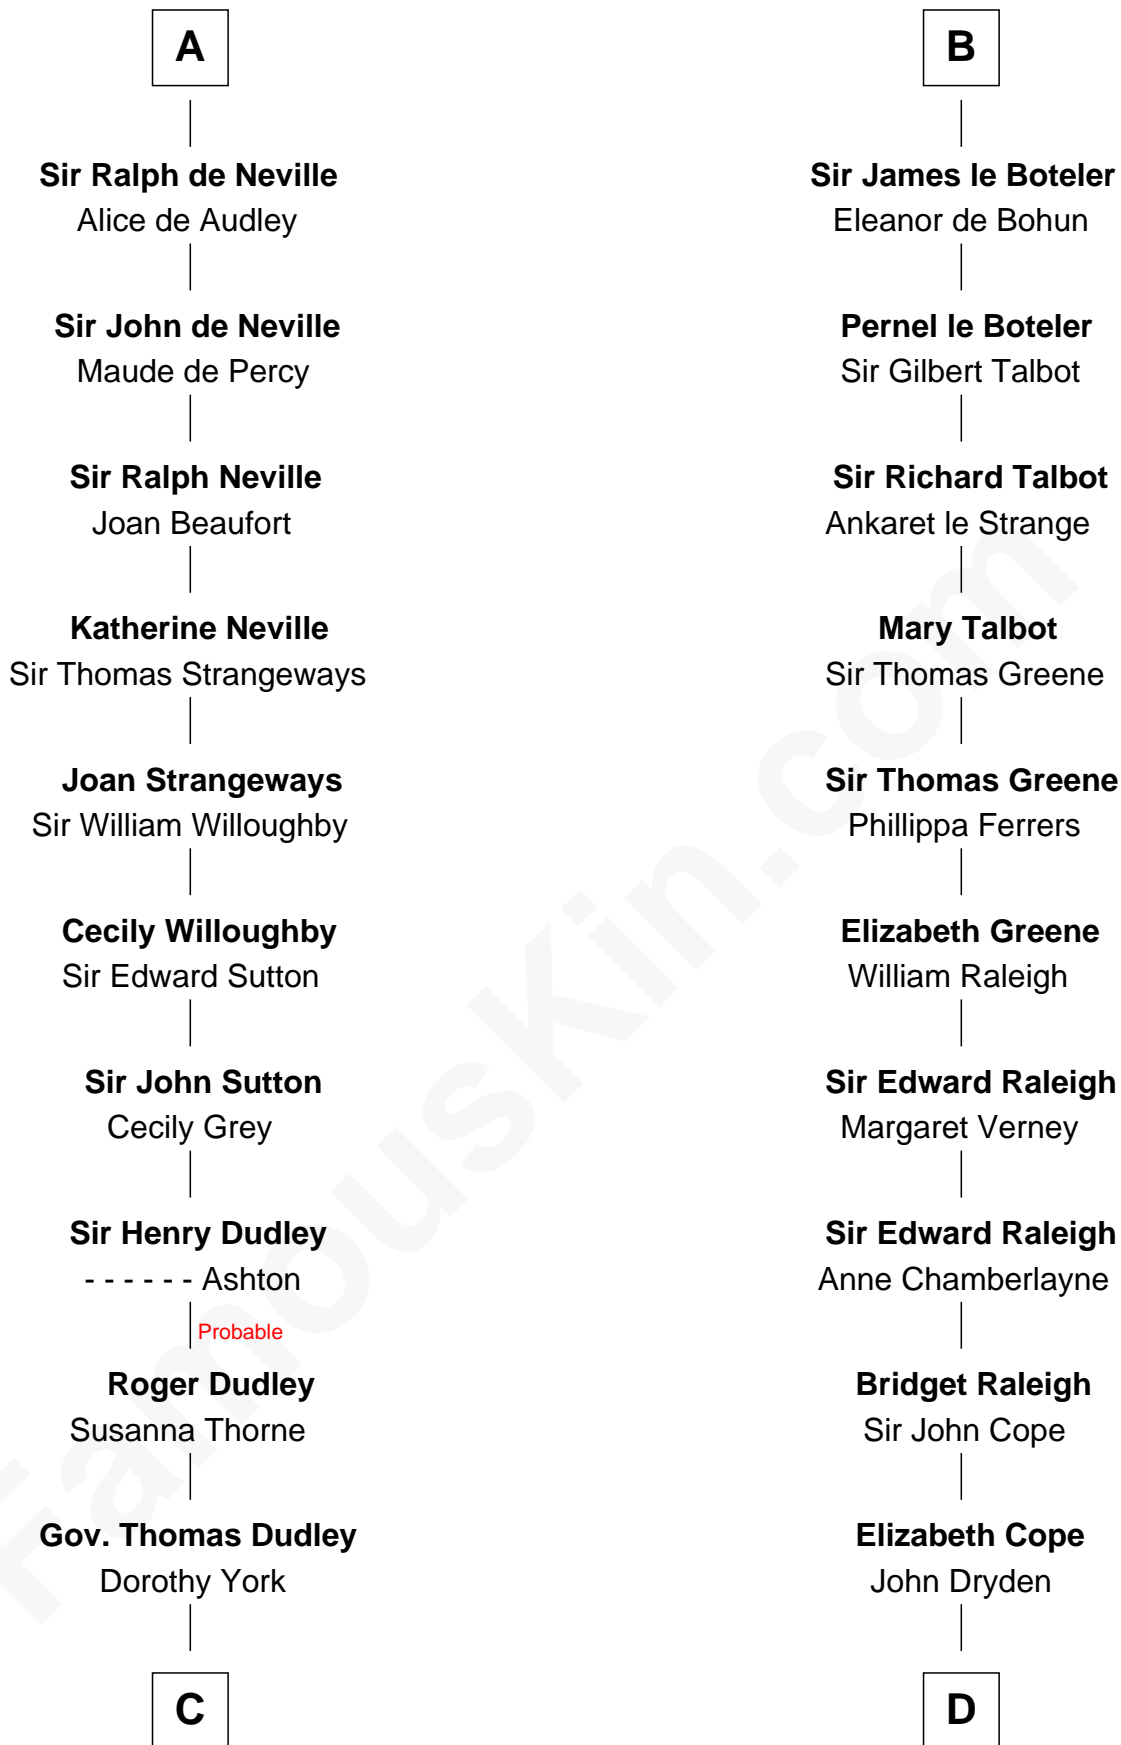 A
Sir Ralph de Neville
Alice de Audley
Sir John de Neville
Maude de Percy
Sir Ralph Neville
Joan Beaufort
Katherine Neville
Sir Thomas Strangeways
Joan Strangeways
Sir William Willoughby
Cecily Willoughby
Sir Edward Sutton
Sir John Sutton
Cecily Grey
Sir Henry Dudley
- - - - - - Ashton
Probable
Roger Dudley
Susanna Thorne
Gov. Thomas Dudley
Dorothy York
C
B
Sir James le Boteler
Eleanor de Bohun
Pernel le Boteler
Sir Gilbert Talbot
Sir Richard Talbot
Ankaret le Strange
Mary Talbot
Sir Thomas Greene
Sir Thomas Greene
Phillippa Ferrers
Elizabeth Greene
William Raleigh
Sir Edward Raleigh
Margaret Verney
Sir Edward Raleigh
Anne Chamberlayne
Bridget Raleigh
Sir John Cope
Elizabeth Cope
John Dryden
D
FamousKin.com